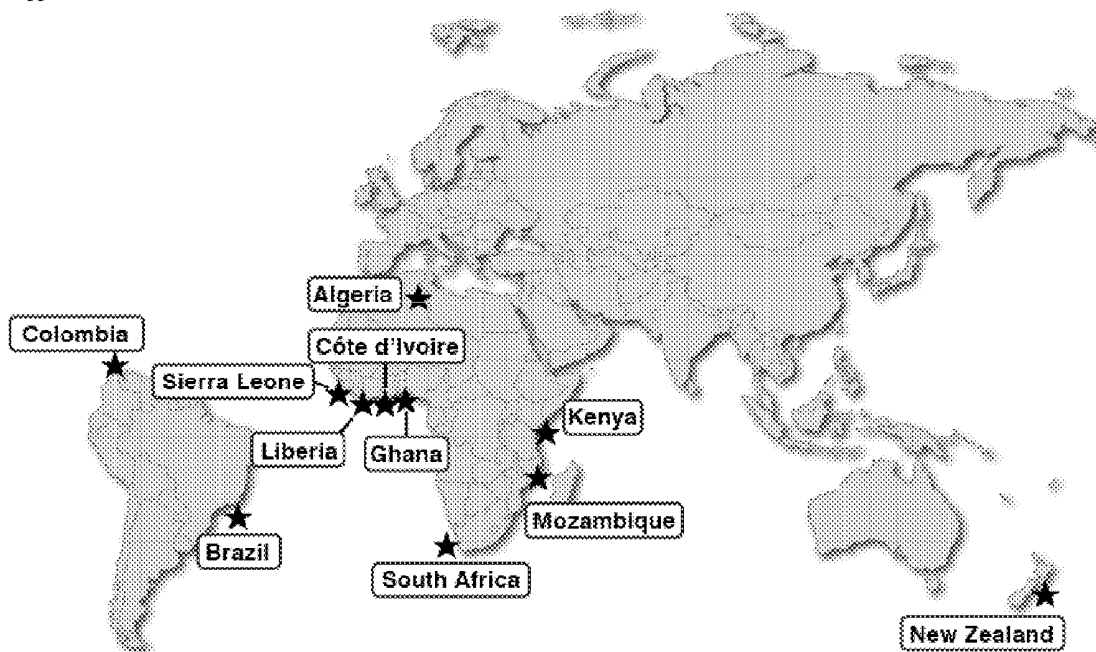 Algeria
Colombia
Côte d'Ivoire
Sierra Leone
Kenya
Liberia
Ghana
Mozambique
Brazil
South Africa
New Zealand